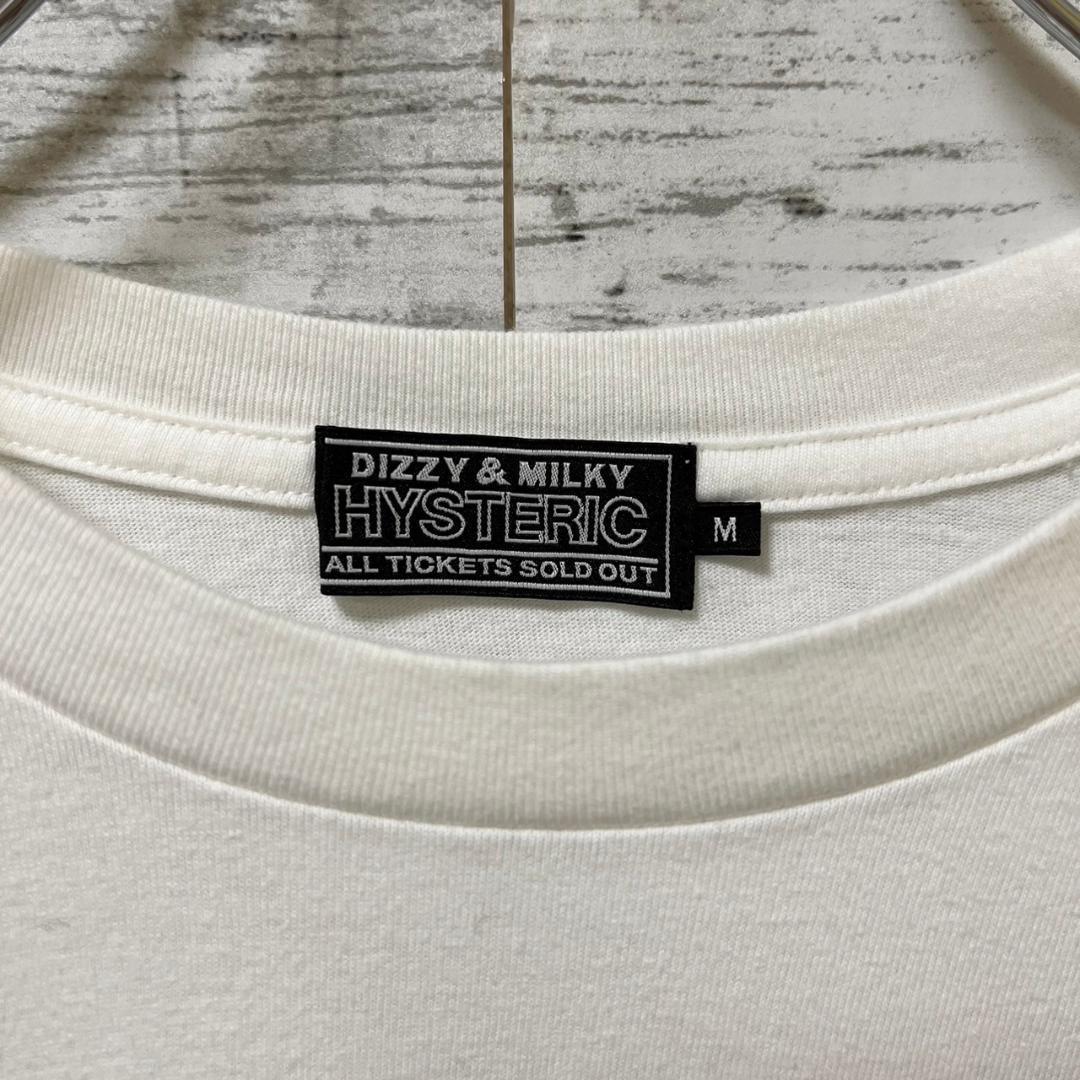 DIZZY & MILKY
HYSTERIC
ALL TICKETS SOLD OUT
M